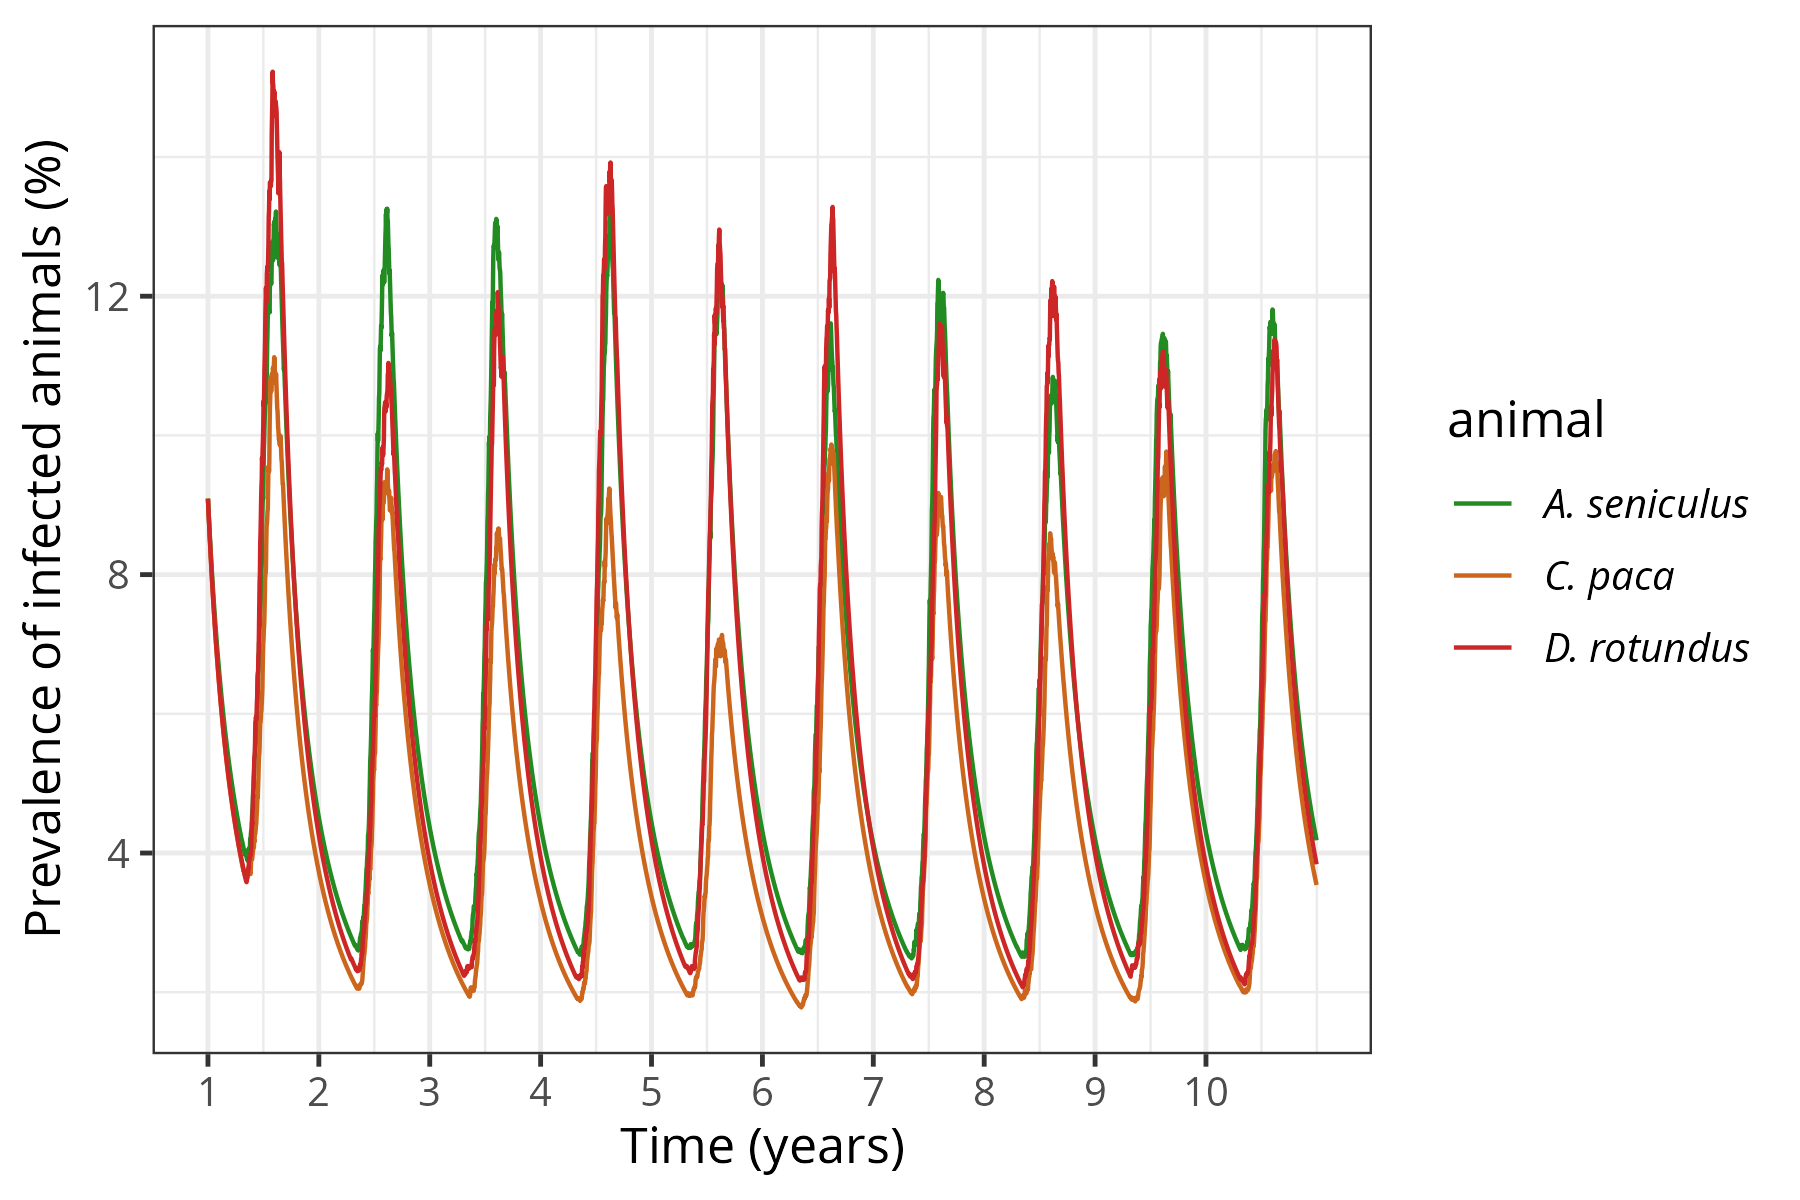 Prevalence of infected animals (%)
12
8
4
1 2 3 4 5 6 7 8 9 10
Time (years)
animal
A. seniculus
C. paca
D. rotundus